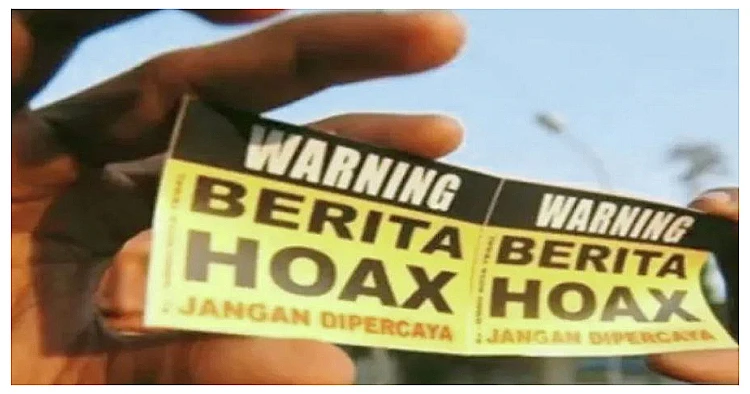 WARNING
BERITA
HOAX
JANGAN DIPERCAYA
WARNING
BERITA
HOAX
JANGAN DIPERCAYA